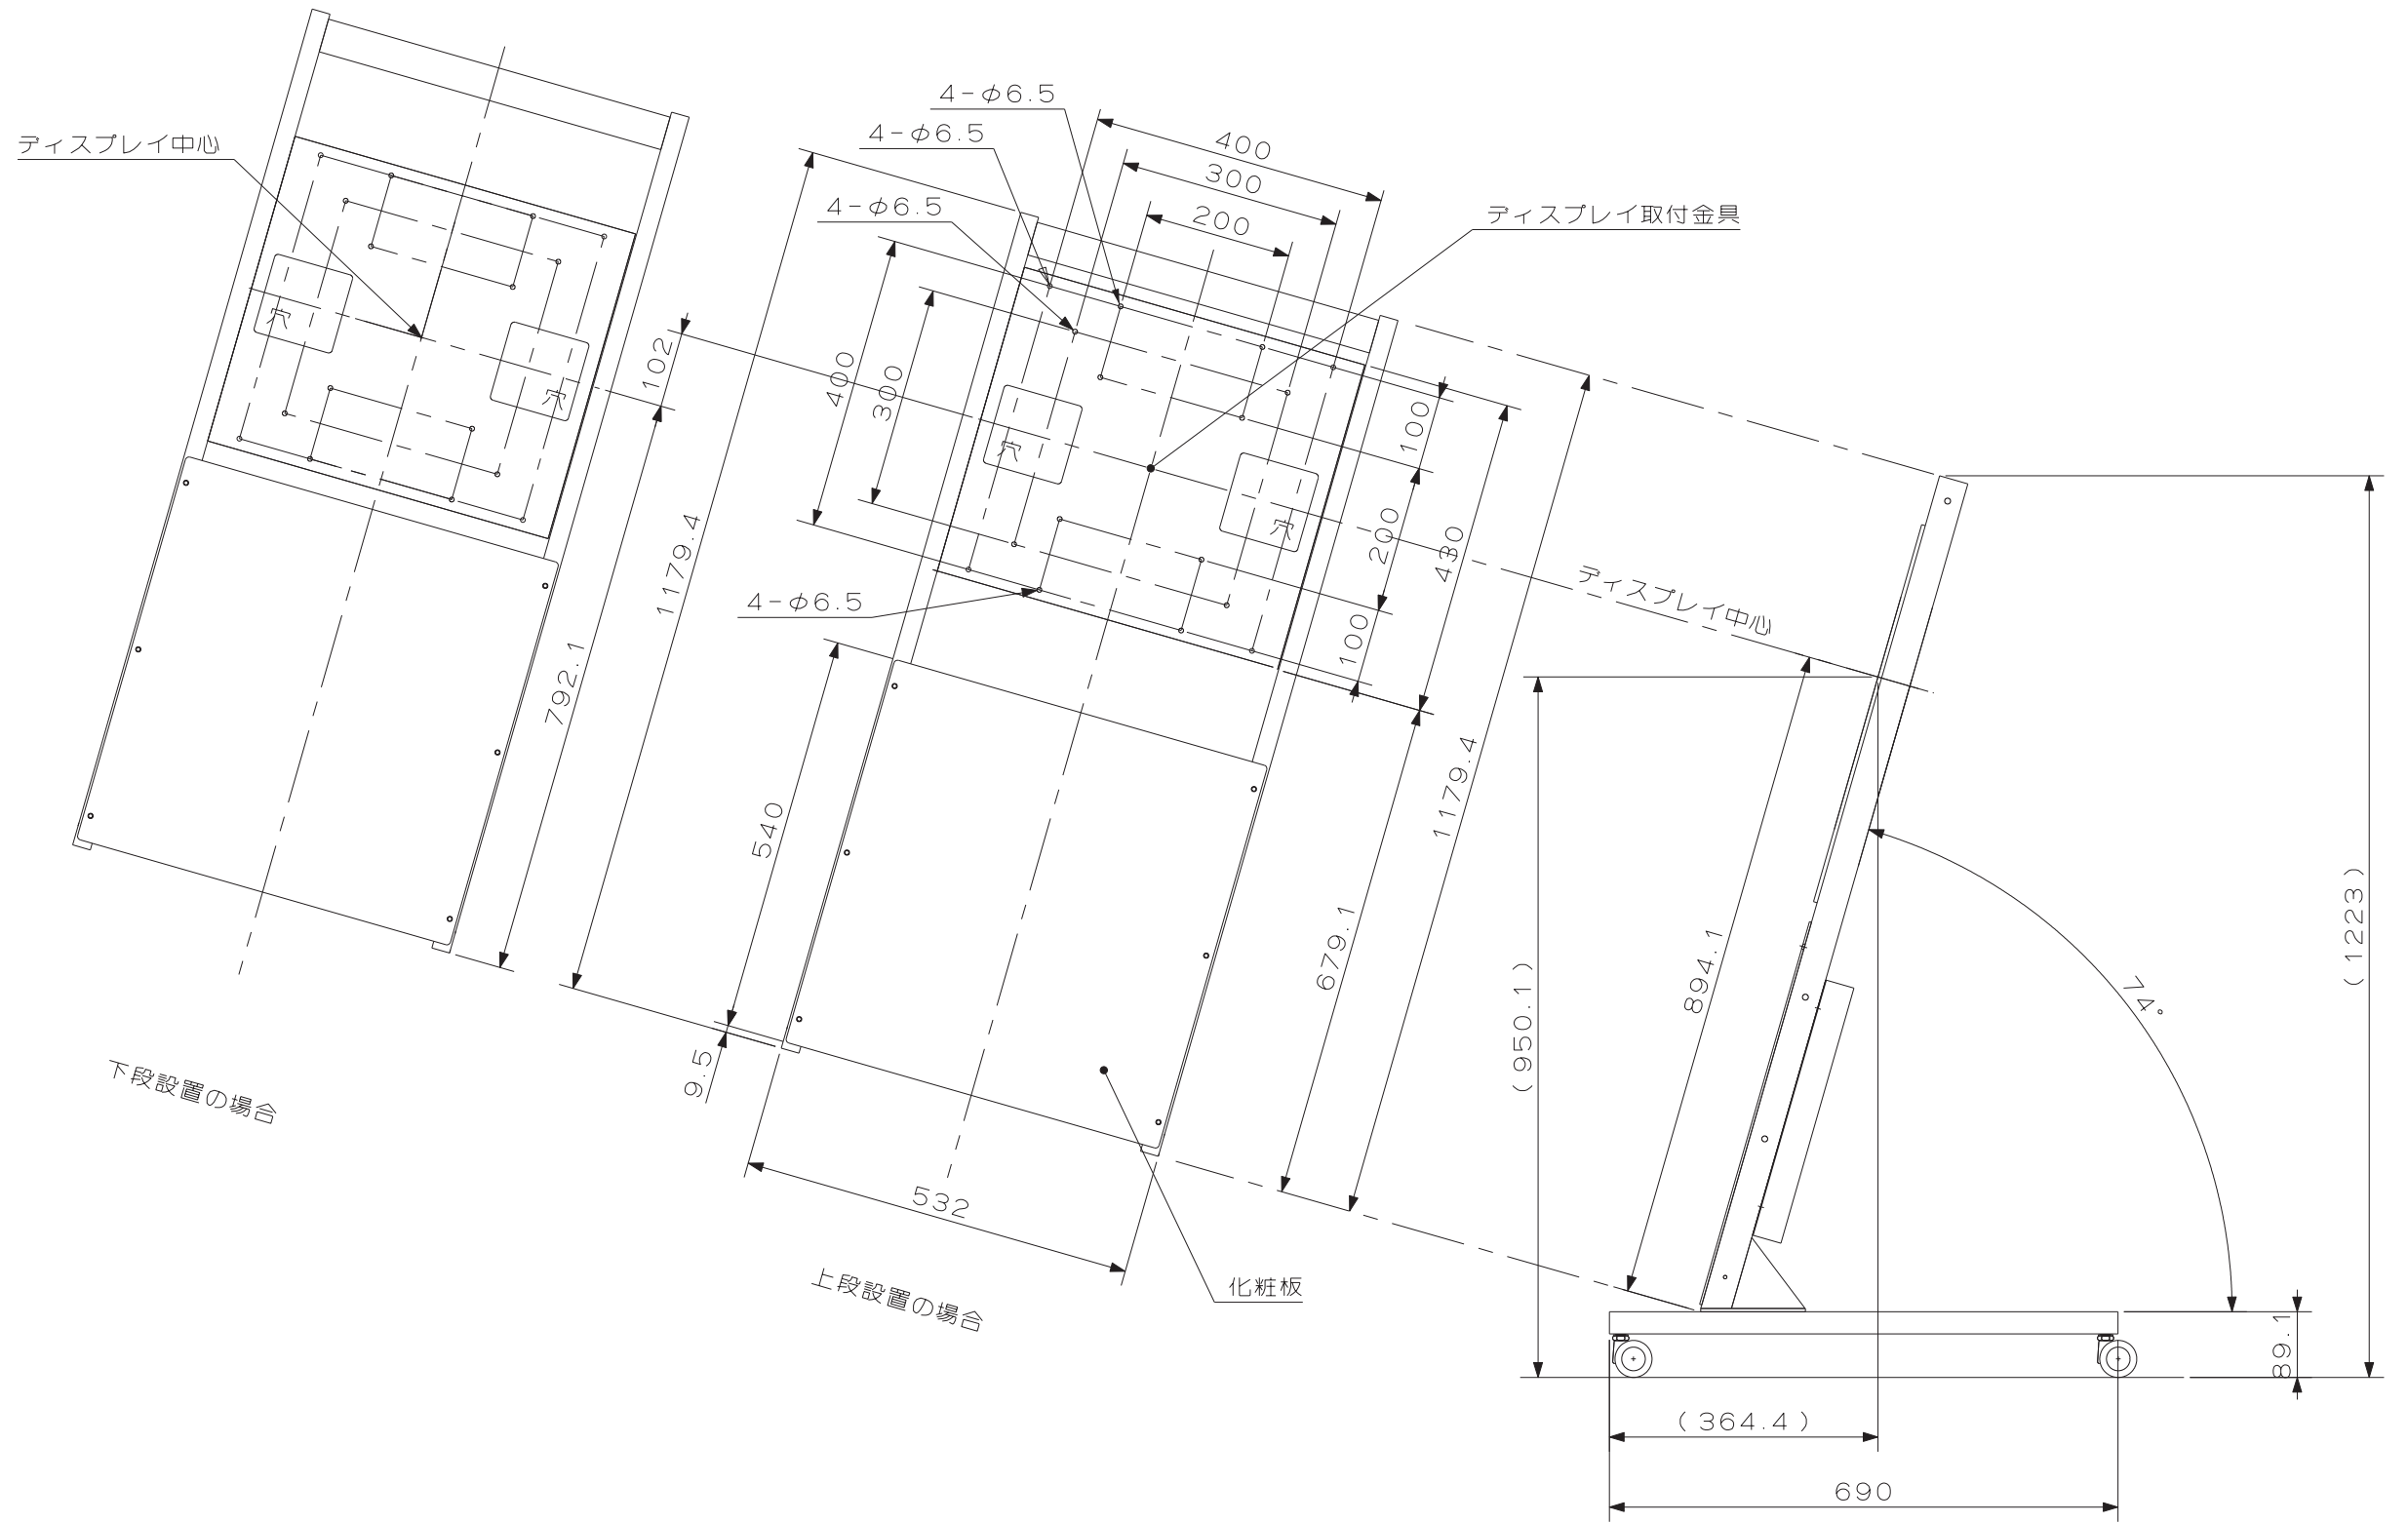 ディスプレイ中心
穴
穴
102
792.1
下段設置の場合
4-φ6.5
4-φ6.5
4-φ6.5
400
300
200
ディスプレイ取付金具
400
300
穴
穴
100
200
430
100
4-φ6.5
1179.4
540
9.5
679.1
1179.4
532
上段設置の場合
化粧板
ディスプレイ中心
894.1
(950.1)
74°
(1223)
89.1
(364.4)
690